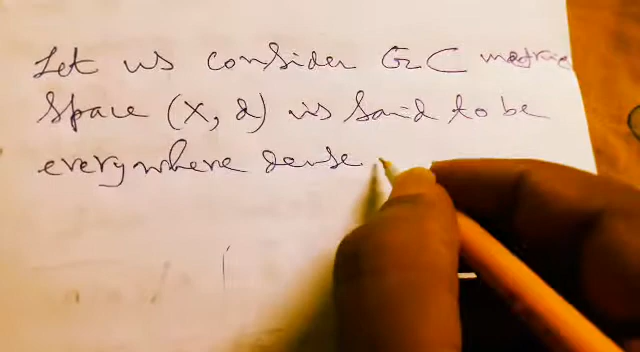 Let us consider G ⊂ metric
space (X, d) is said to be
everywhere dense